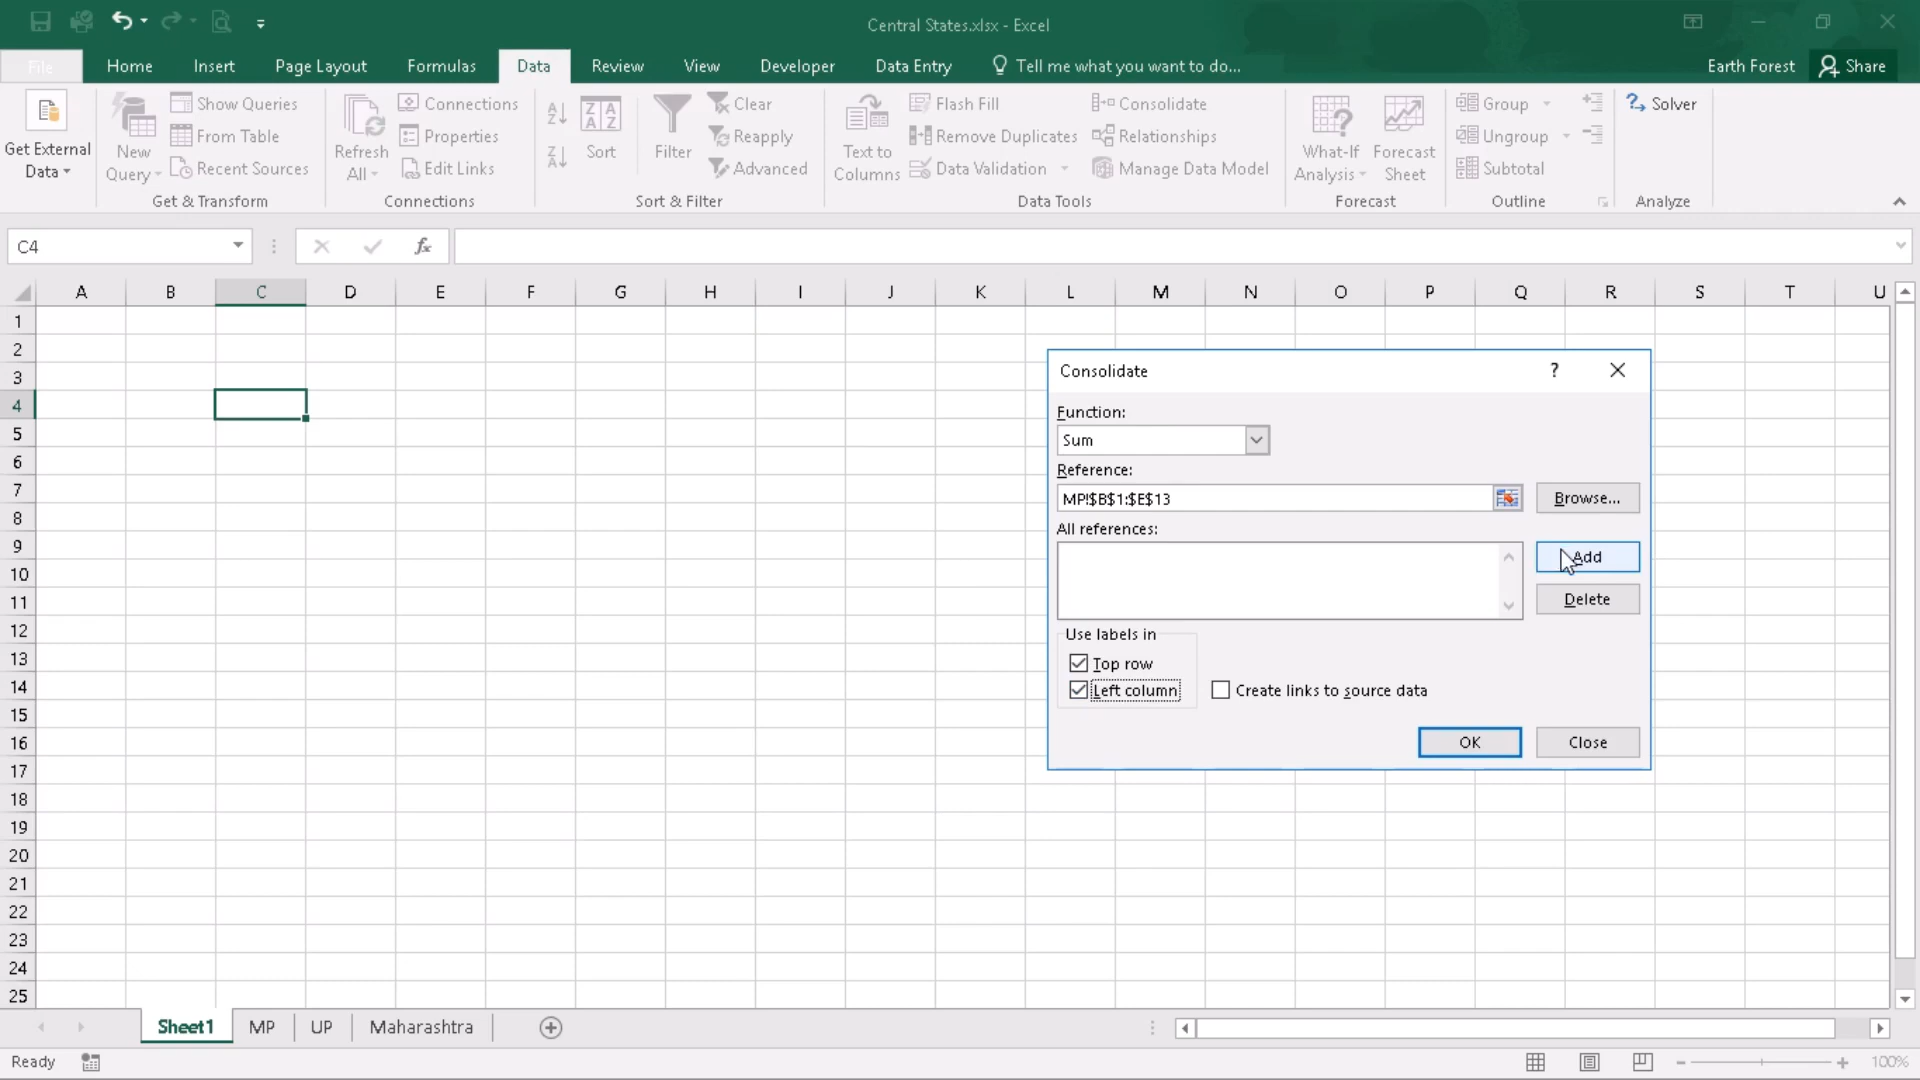 Central States.xlsx - Excel
File Home Insert Page Layout Formulas Data Review View Developer Data Entry Tell me what you want to do... Earth Forest Share
Get External Data
New Query
Show Queries
From Table
Recent Sources
Get & Transform
Refresh All
Connections
Properties
Edit Links
Connections
A Z
Z A
Z A A Z
Sort
Filter
Clear
Reapply
Advanced
Sort & Filter
Text to Columns
Flash Fill
Remove Duplicates
Data Validation
Consolidate
Relationships
Manage Data Model
Data Tools
What-If Analysis
Forecast Sheet
Forecast
Group
Ungroup
Subtotal
Outline
Solver
Analyze
C4 fx
A B C D E F G H I J K L M N O P Q R S T U
1
2
3
4
5
6
7
8
9
10
11
12
13
14
15
16
17
18
19
20
21
22
23
24
25
Consolidate ?
Function:
Sum
Reference:
MP!$B$1:$E$13 Browse...
All references:
Add
Delete
Use labels in
Top row
Left column Create links to source data
OK Close
Sheet1 MP UP Maharashtra
Ready 100%